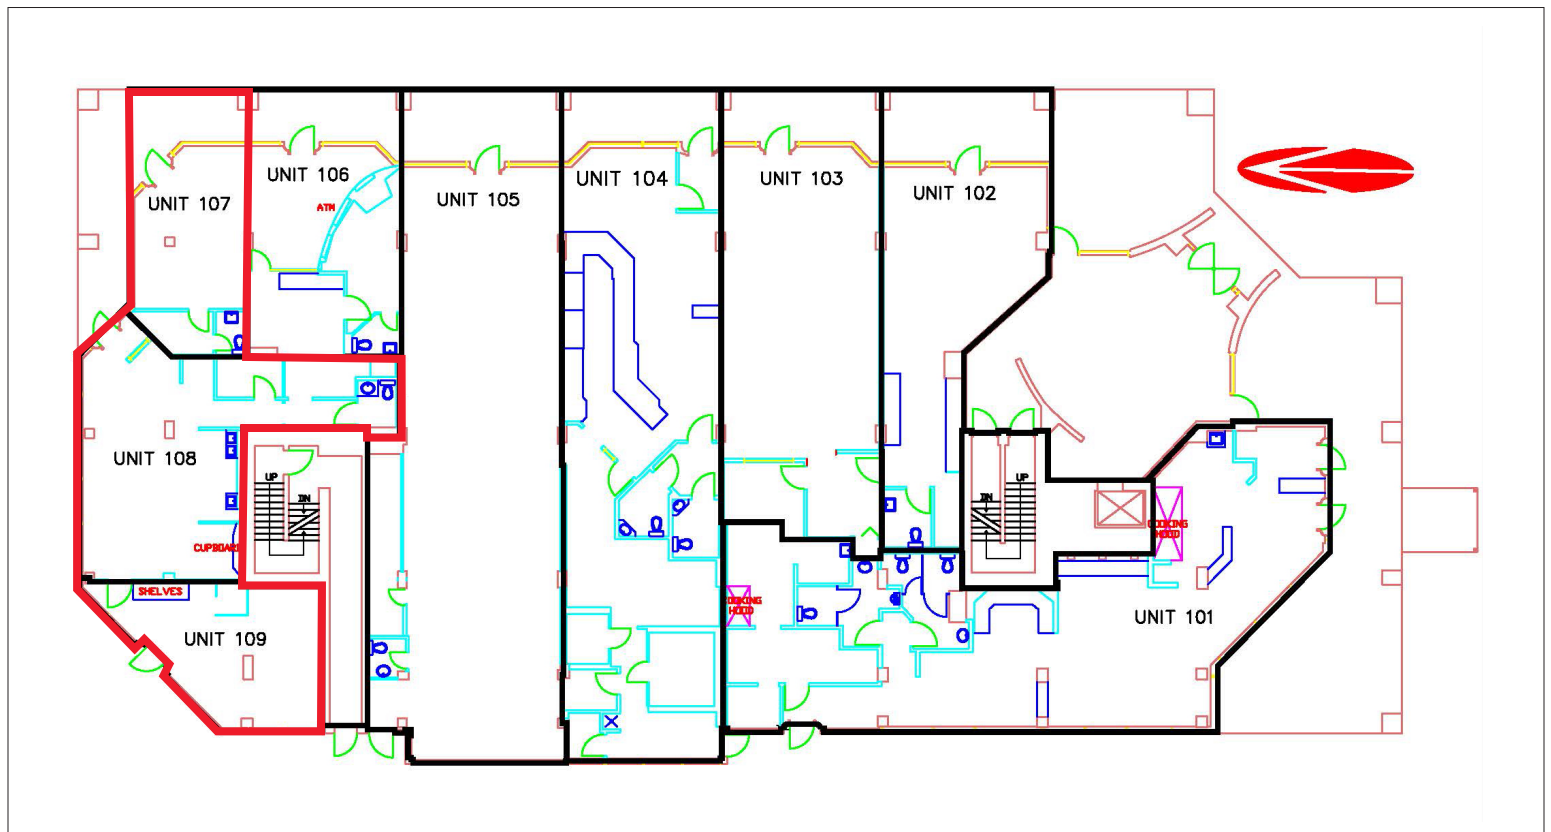 UNIT 107
UNIT 106
ATM
UNIT 105
UNIT 104
UNIT 103
UNIT 102
UNIT 108
UP
DN
CUPBOARD
SHELVES
UNIT 109
DN
UP
COOKING
HOOD
COOKING
HOOD
UNIT 101